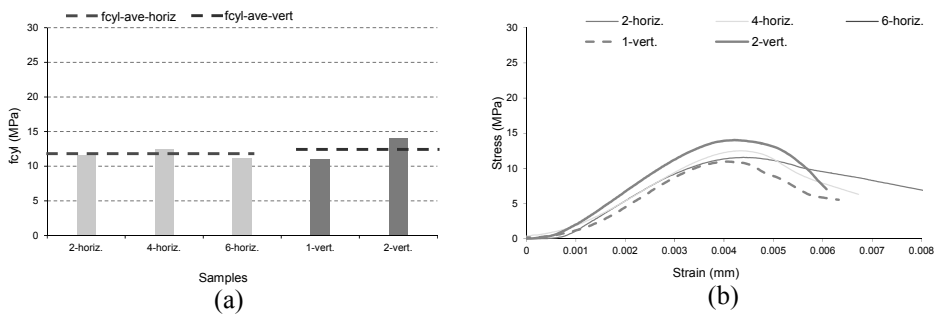 fcyl-ave-horiz fcyl-ave-vert
fcyl (MPa)
30
25
20
15
10
5
0
2-horiz. 4-horiz. 6-horiz. 1-vert. 2-vert.
Samples
(a)
2-horiz. 4-horiz. 6-horiz.
1-vert. 2-vert.
Stress (MPa)
30
25
20
15
10
5
0
0 0.001 0.002 0.003 0.004 0.005 0.006 0.007 0.008
Strain (mm)
(b)